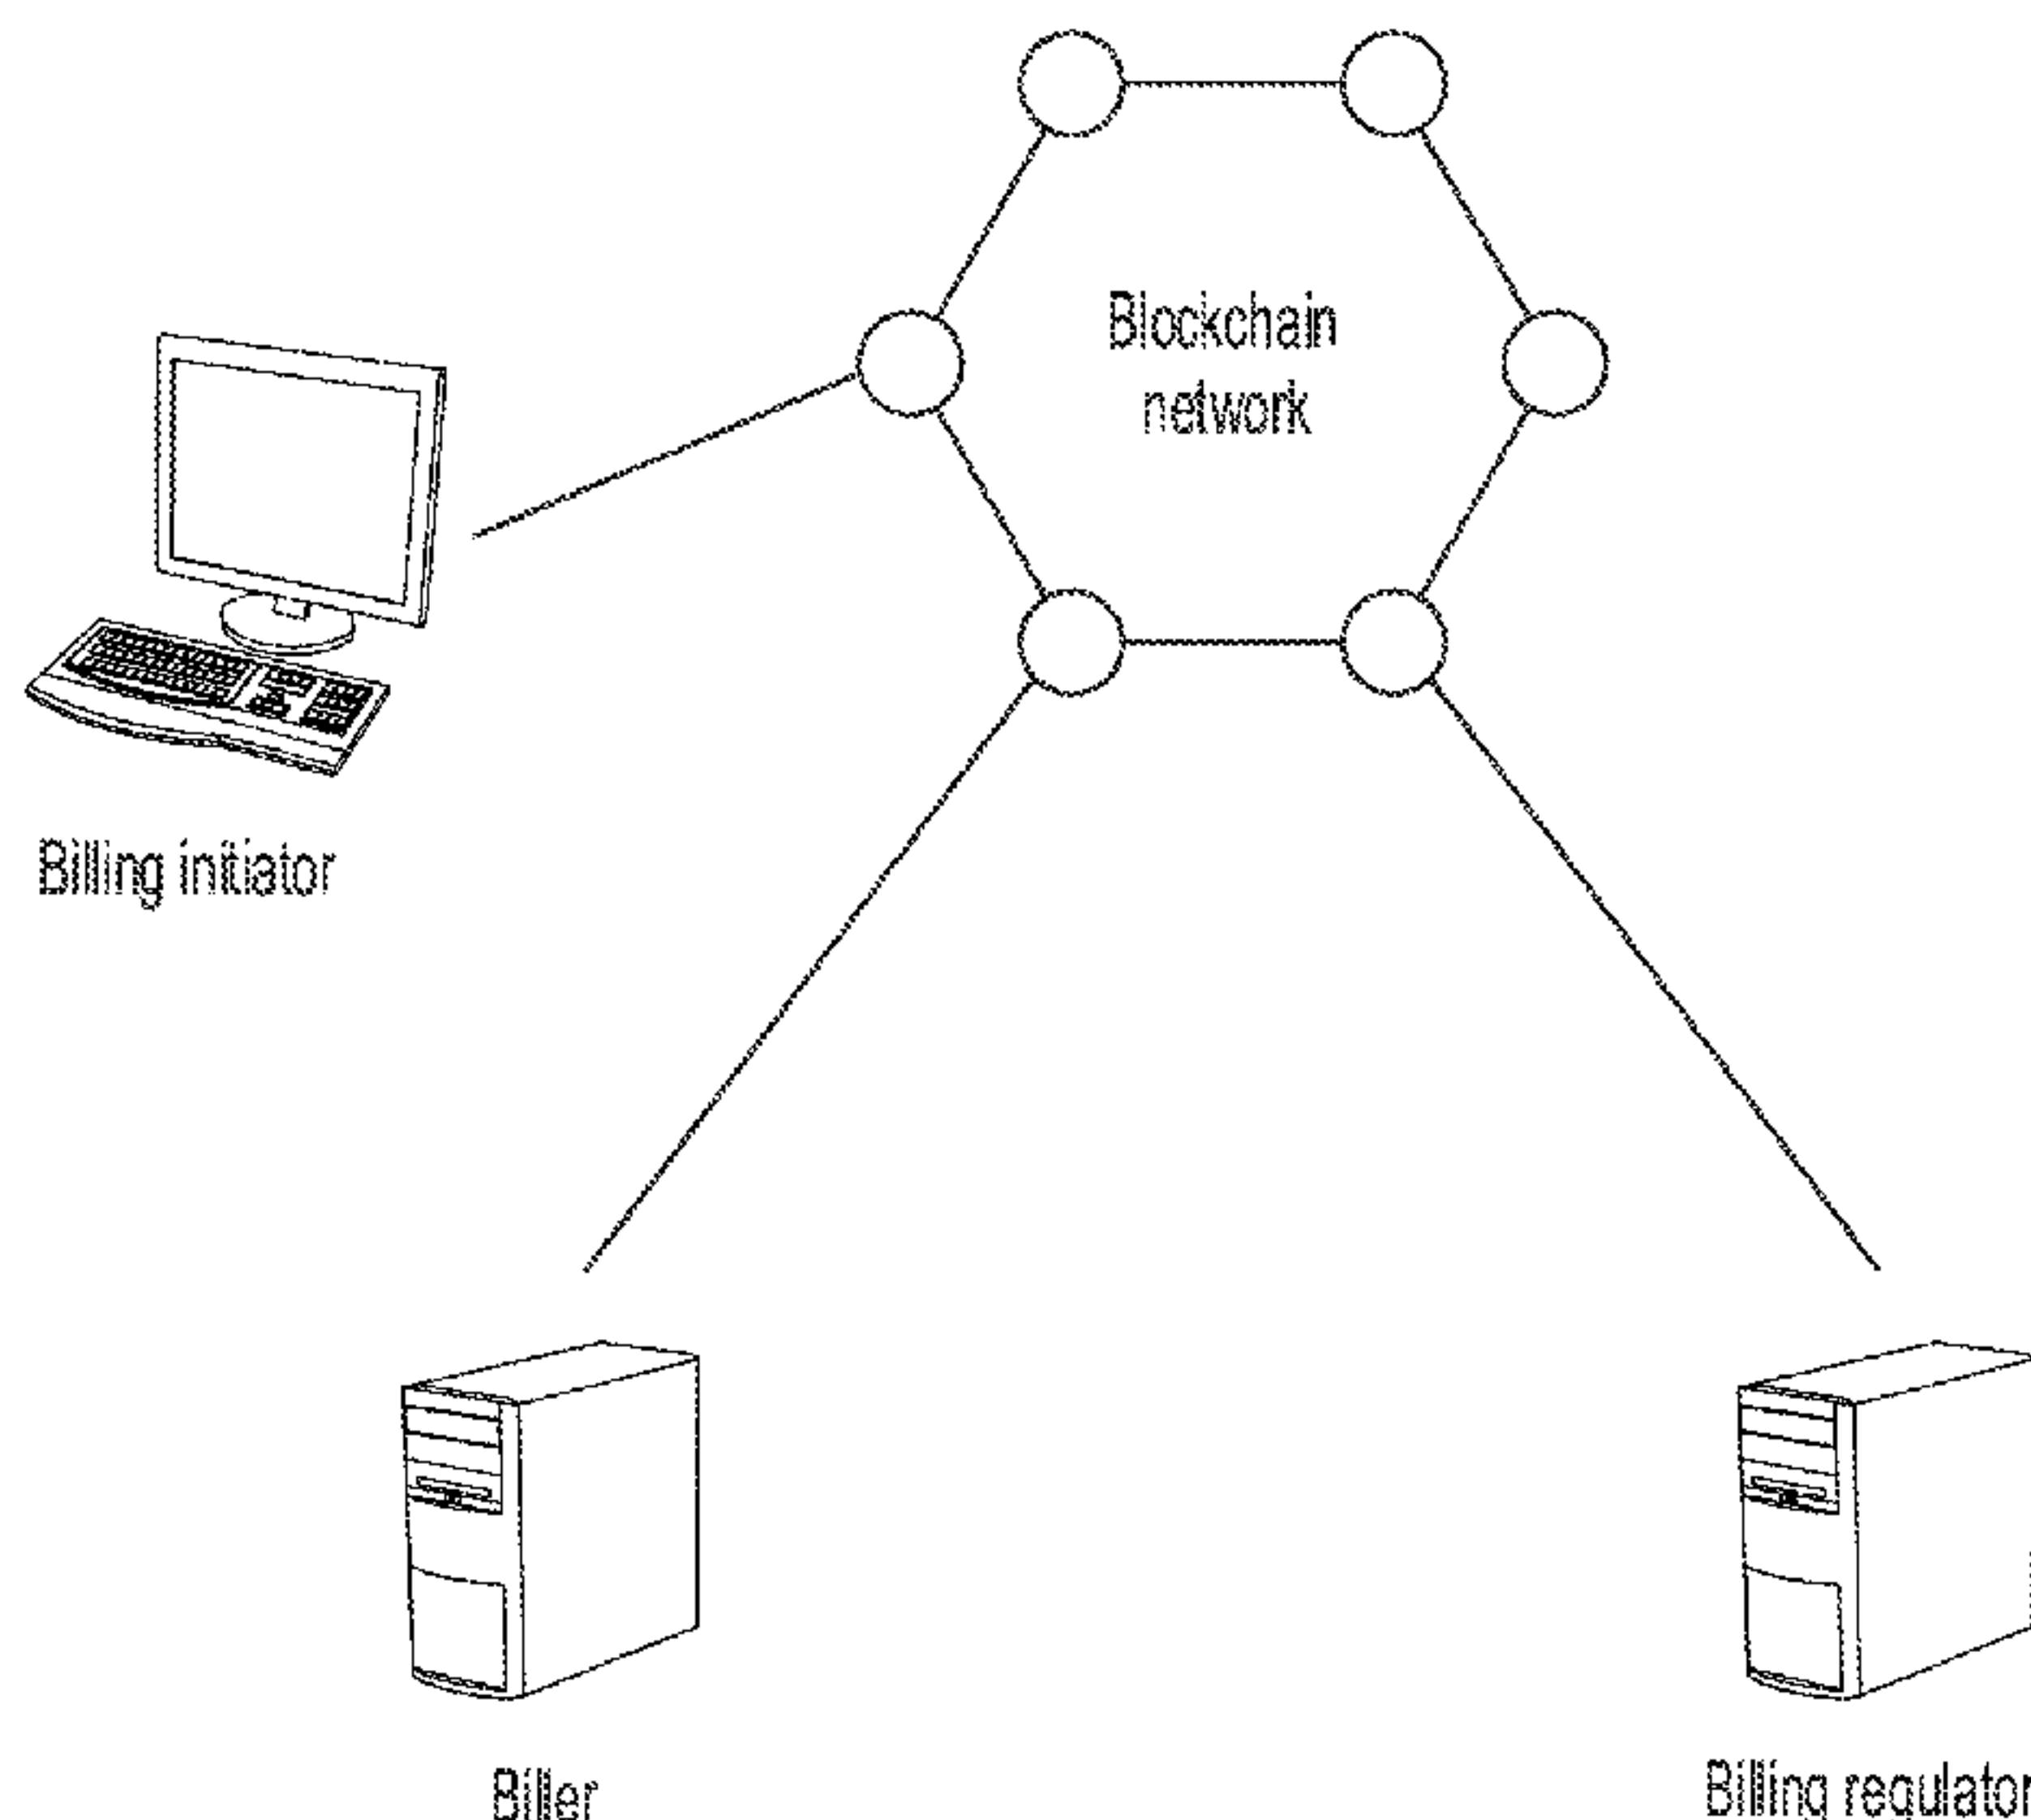 Blockchain
network
Billing initiator
Biller
Billing regulator